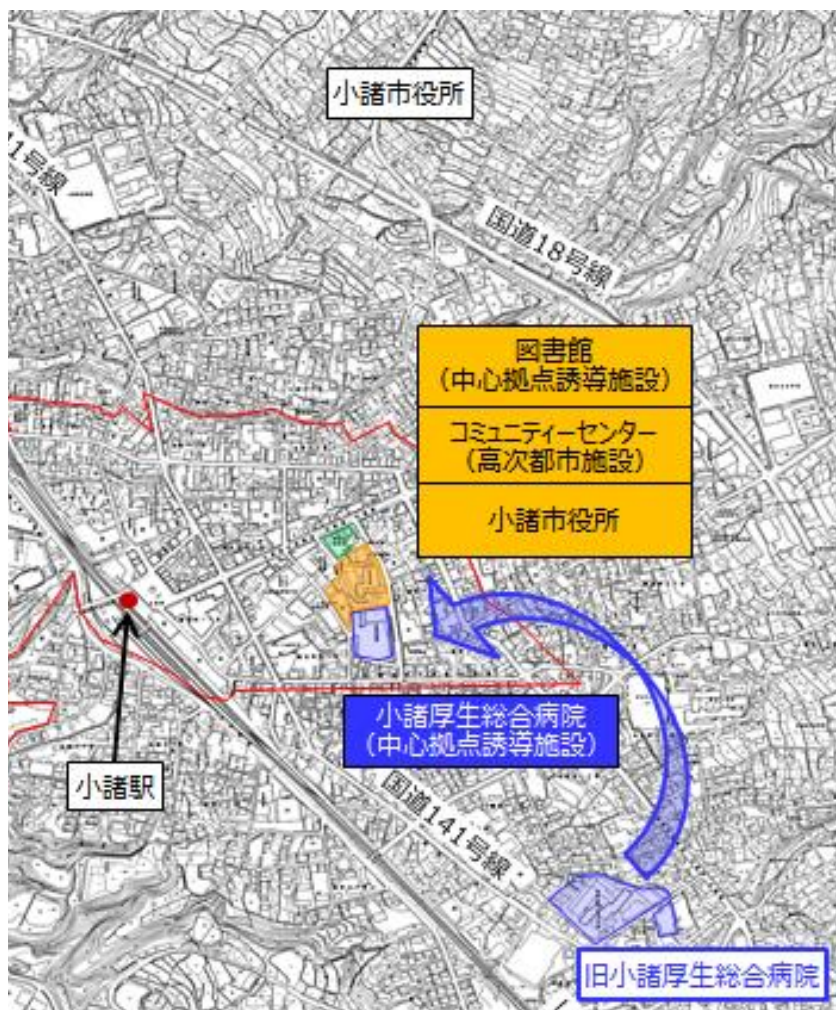 小諸市役所
1号線
国道18号線
図書館
（中心拠点誘導施設）
コミュニティーセンター
（高次都市施設）
小諸市役所
小諸厚生総合病院
（中心拠点誘導施設）
小諸駅
国道141号線
旧小諸厚生総合病院